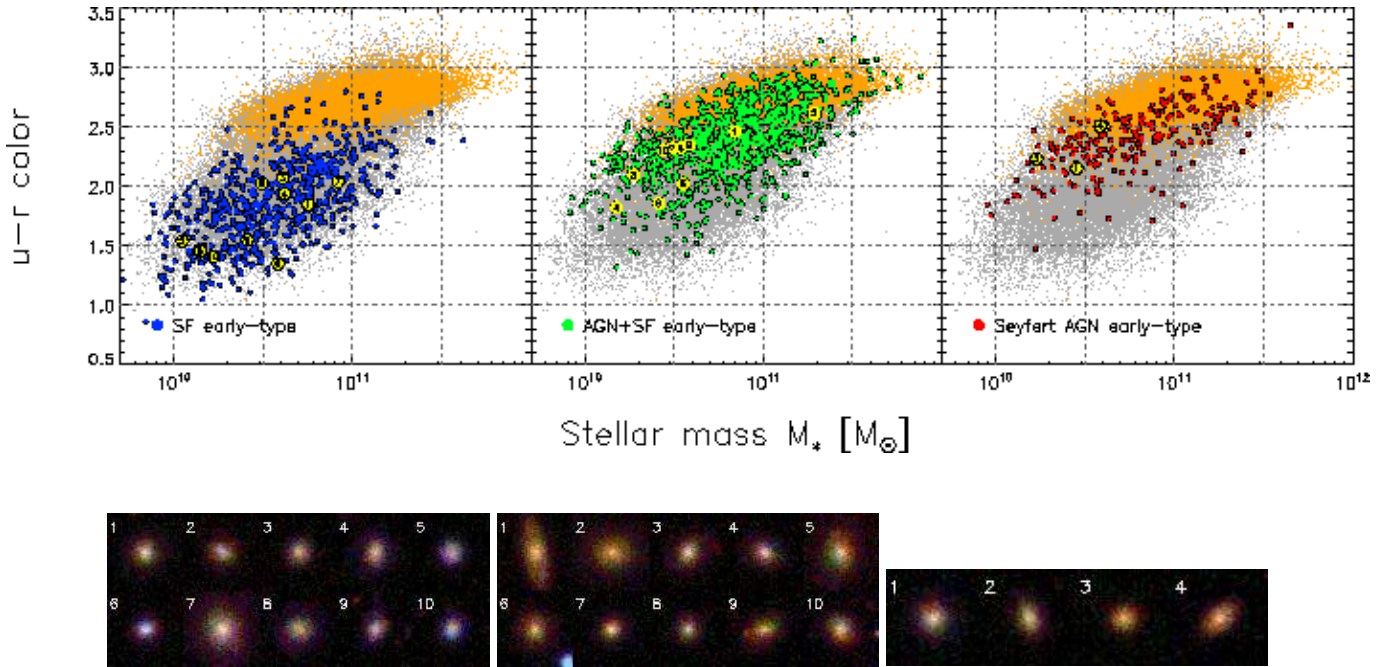 3.5
3.0
2.5
2.0
1.5
1.0
0.5
u−r color
SF early−type
AGN+SF early−type
Seyfert AGN early−type
10¹⁰ 10¹¹ 10¹⁰ 10¹¹ 10¹⁰ 10¹¹ 10¹²
Stellar mass M* [M☉]
1 2 3 4 5
6 7 8 9 10
1 2 3 4 5
6 7 8 9 10
1 2 3 4